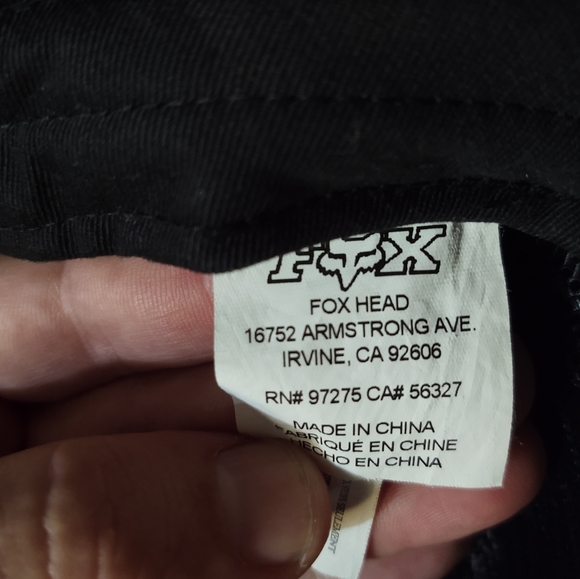 FOX
FOX HEAD
16752 ARMSTRONG AVE.
IRVINE, CA 92606
RN# 97275 CA# 56327
MADE IN CHINA
FABRIQUÉ EN CHINE
HECHO EN CHINA